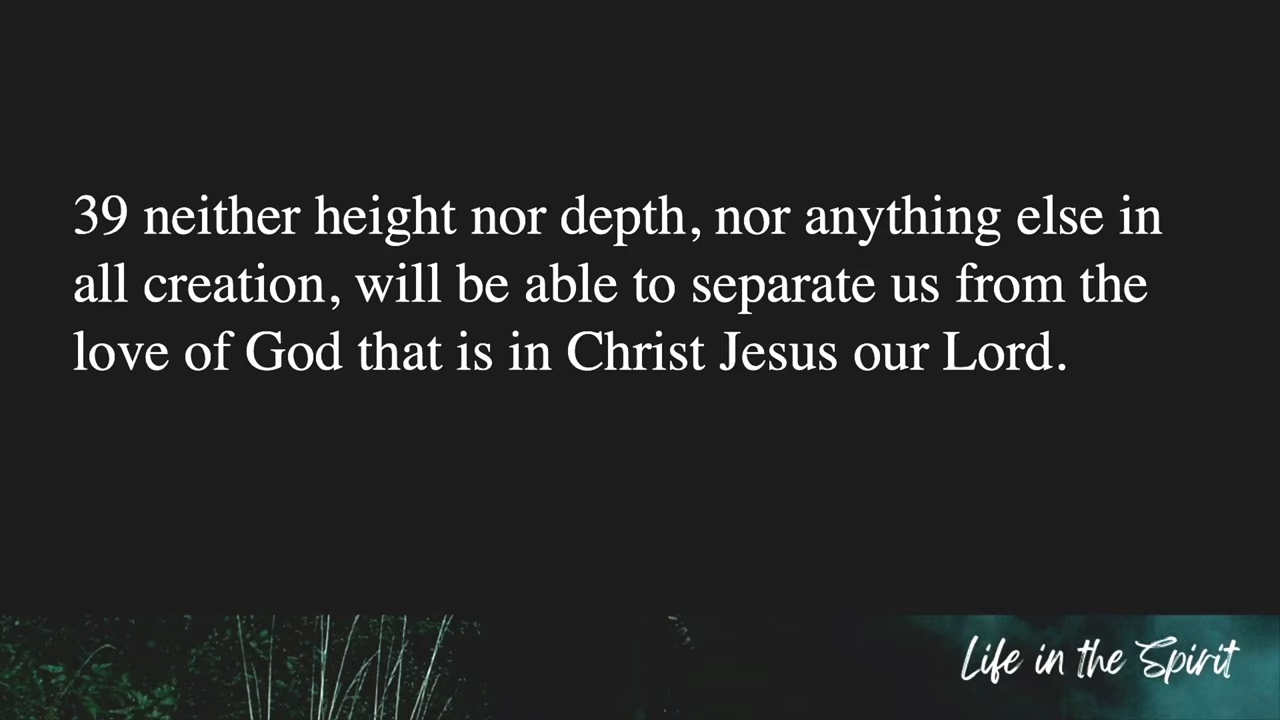 39 neither height nor depth, nor anything else in
all creation, will be able to separate us from the
love of God that is in Christ Jesus our Lord.
Life in the Spirit